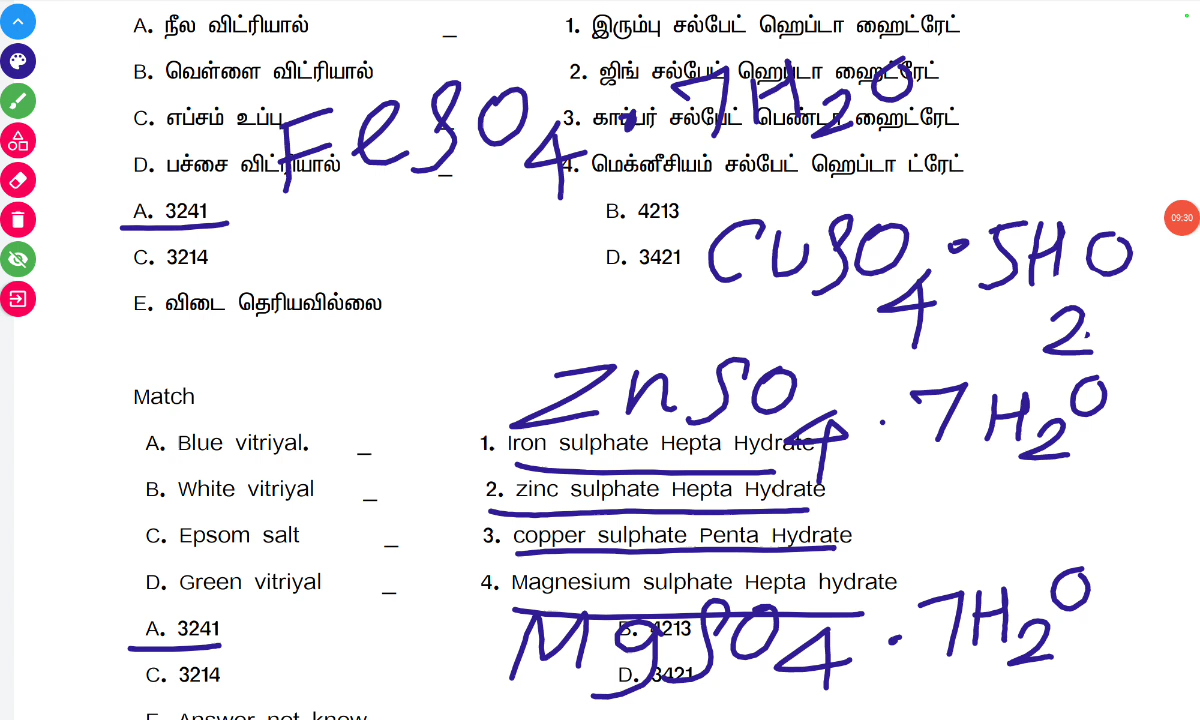 A. நீல விட்ரியால் _ 1. இரும்பு சல்பேட் ஹெப்டா ஹைட்ரேட்
B. வெள்ளை விட்ரியால் 2. ஜிங் சல்பேட் ஹெப்டா ஹைட்ரேட்
C. எப்சம் உப்பு _ 3. காப்பர் சல்பேட் பெண்டா ஹைட்ரேட்
D. பச்சை விட்ரியால் _ 4. மெக்னீசியம் சல்பேட் ஹெப்டா ட்ரேட்
FeSO4 · 7H2O
A. 3241 B. 4213
C. 3214 D. 3421
CuSO4 · 5H2O
E. விடை தெரியவில்லை
09:30
ZnSO4 · 7H2O
Match
A. Blue vitriyal. _ 1. Iron sulphate Hepta Hydrate
B. White vitriyal _ 2. zinc sulphate Hepta Hydrate
C. Epsom salt _ 3. copper sulphate Penta Hydrate
D. Green vitriyal _ 4. Magnesium sulphate Hepta hydrate
MgSO4 · 7H2O
A. 3241 B. 4213
C. 3214 D. 3421
E. Answer not know